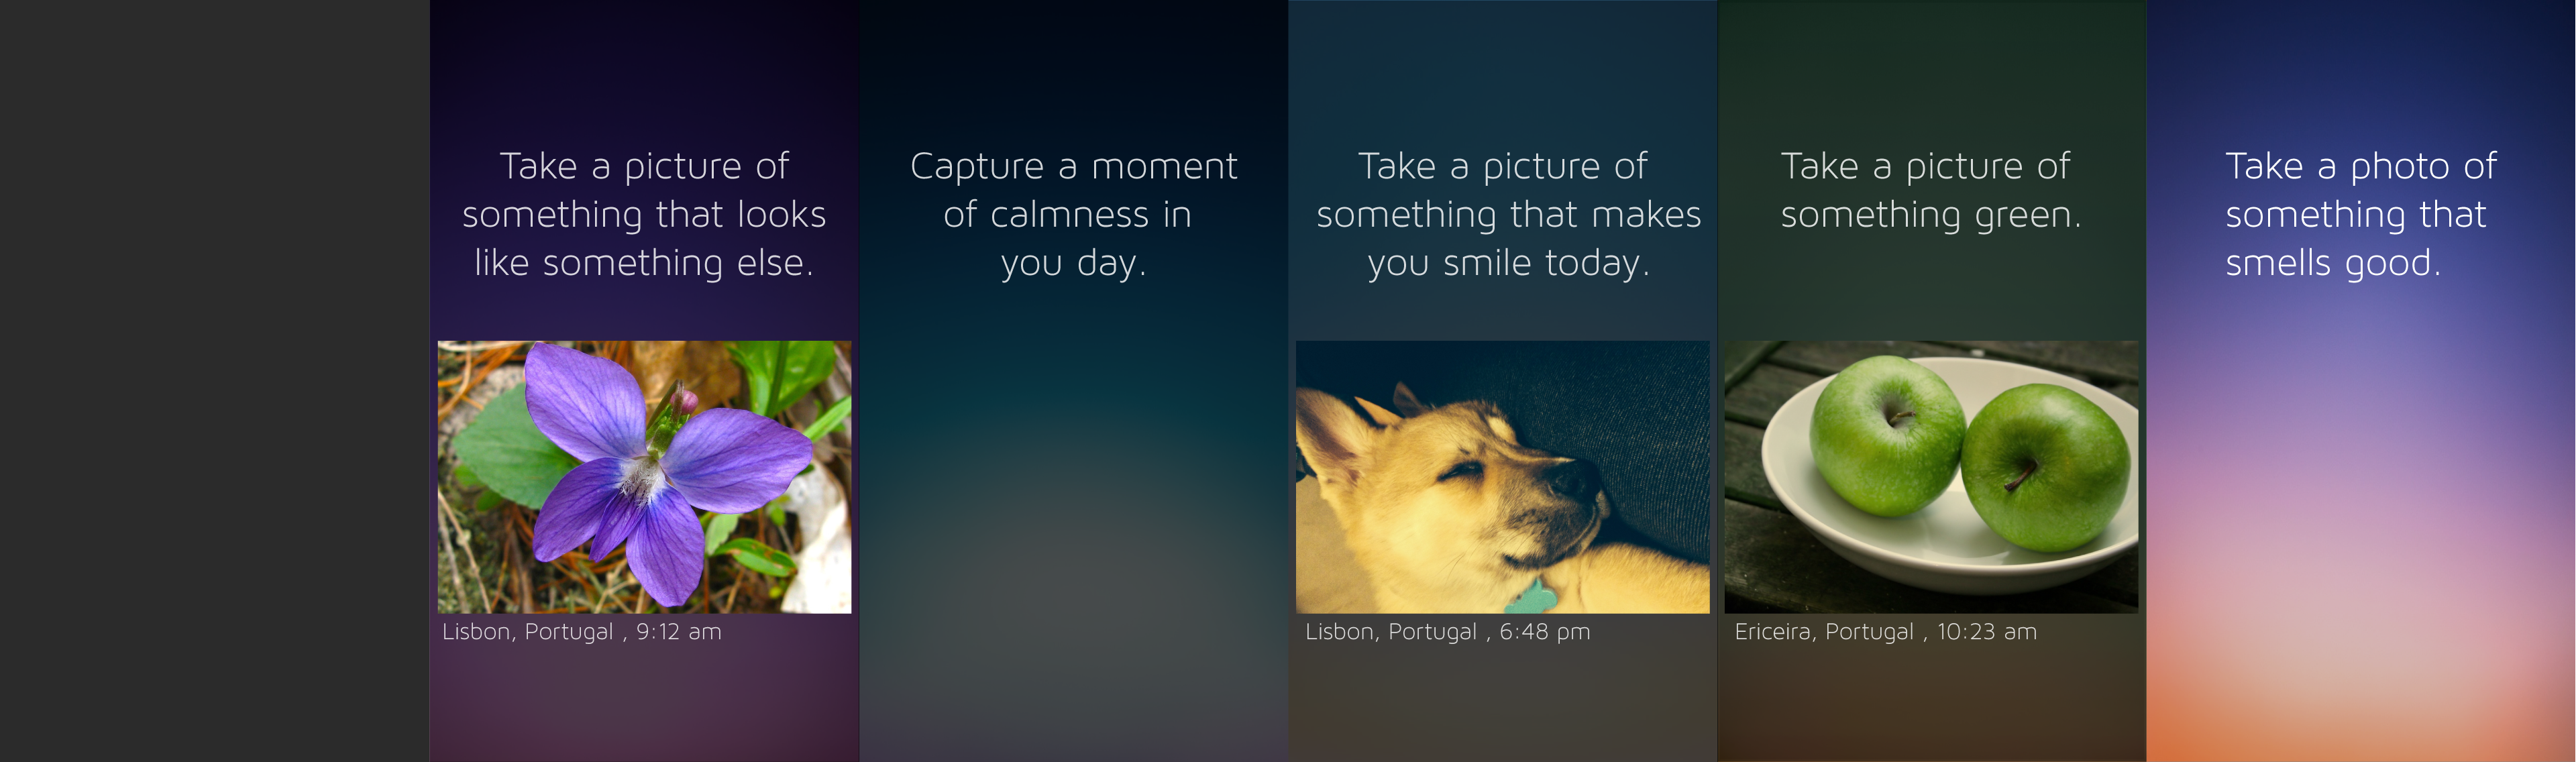 Take a picture of
something that looks
like something else.
Lisbon, Portugal , 9:12 am
Capture a moment
of calmness in
you day.
Take a picture of
something that makes
you smile today.
Lisbon, Portugal , 6:48 pm
Take a picture of
something green.
Ericeira, Portugal , 10:23 am
Take a photo of
something that
smells good.